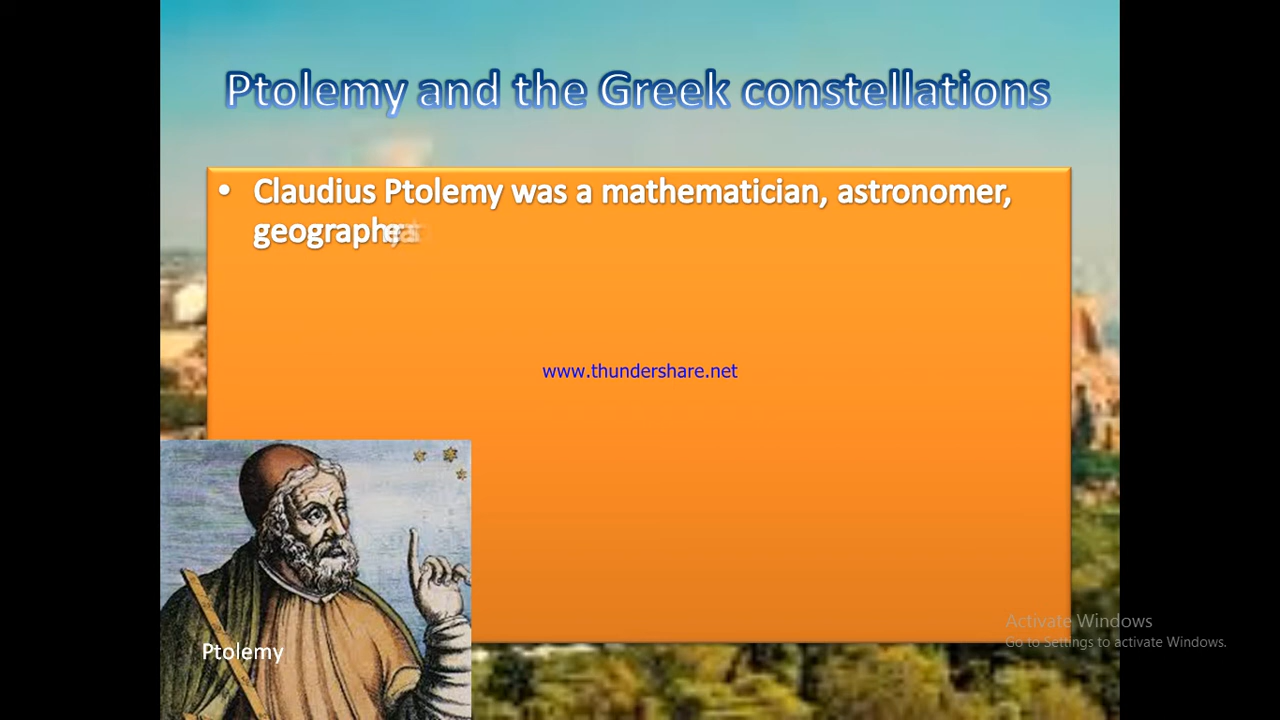 Ptolemy and the Greek constellations
• Claudius Ptolemy was a mathematician, astronomer,
www.thundershare.net
Ptolemy
Activate Windows
Go to Settings to activate Windows.